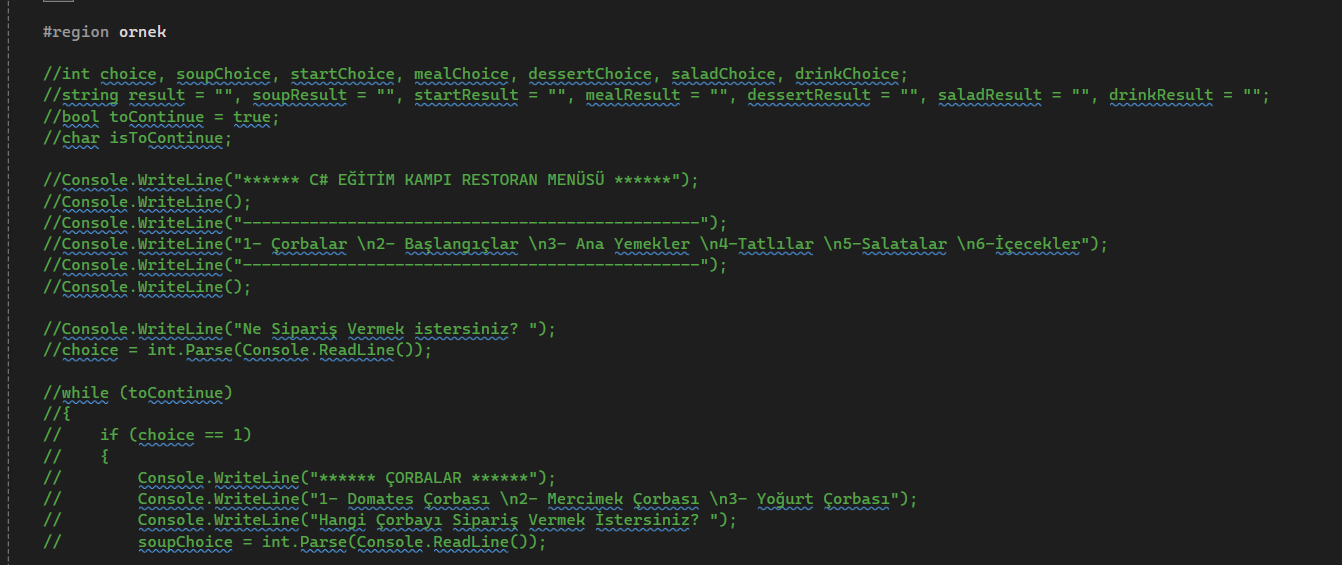 #region ornek
//int choice, soupChoice, startChoice, mealChoice, dessertChoice, saladChoice, drinkChoice;
//string result = "", soupResult = "", startResult = "", mealResult = "", dessertResult = "", saladResult = "", drinkResult = "";
//bool toContinue = true;
//char isToContinue;
//Console.WriteLine("****** C# EĞİTİM KAMPI RESTORAN MENÜSÜ ******");
//Console.WriteLine();
//Console.WriteLine("------------------------------------------------");
//Console.WriteLine("1- Çorbalar \n2- Başlangıçlar \n3- Ana Yemekler \n4-Tatlılar \n5-Salatalar \n6-İçecekler");
//Console.WriteLine("------------------------------------------------");
//Console.WriteLine();
//Console.WriteLine("Ne Sipariş Vermek istersiniz? ");
//choice = int.Parse(Console.ReadLine());
//while (toContinue)
//{
//    if (choice == 1)
//    {
//        Console.WriteLine("****** ÇORBALAR ******");
//        Console.WriteLine("1- Domates Çorbası \n2- Mercimek Çorbası \n3- Yoğurt Çorbası");
//        Console.WriteLine("Hangi Çorbayı Sipariş Vermek İstersiniz? ");
//        soupChoice = int.Parse(Console.ReadLine());